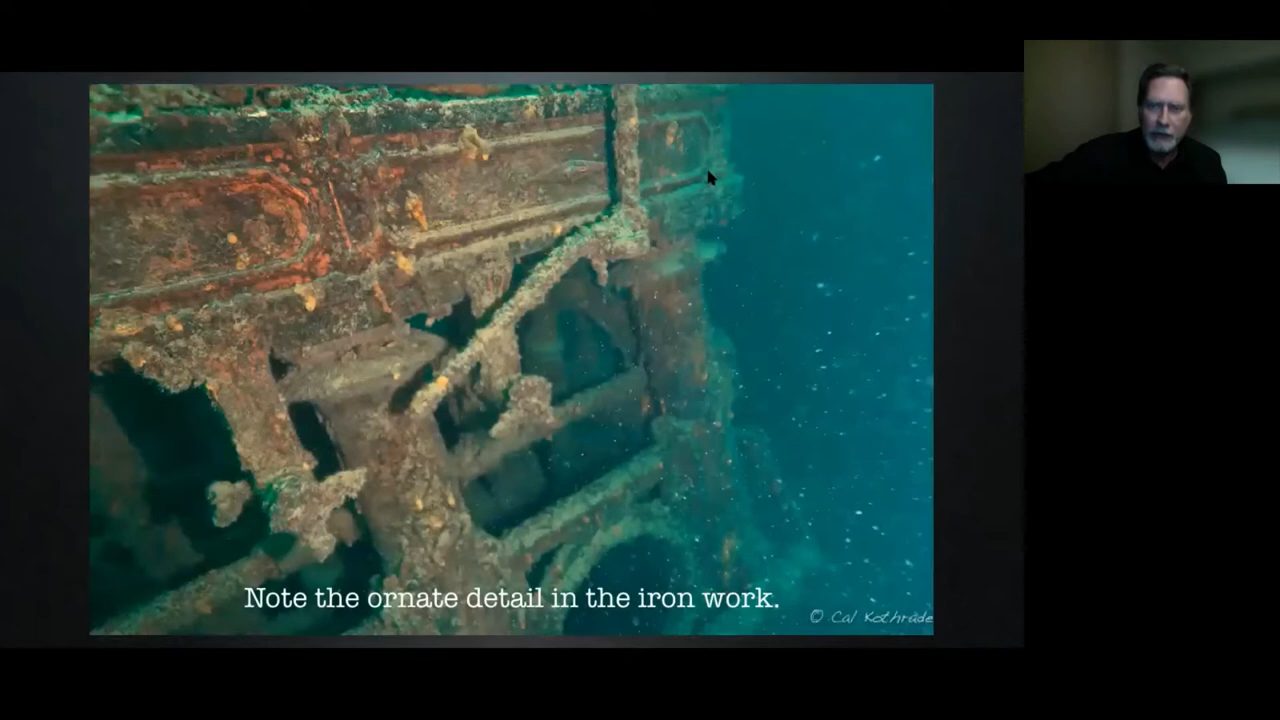 Note the ornate detail in the iron work.
© Cal Kothrade